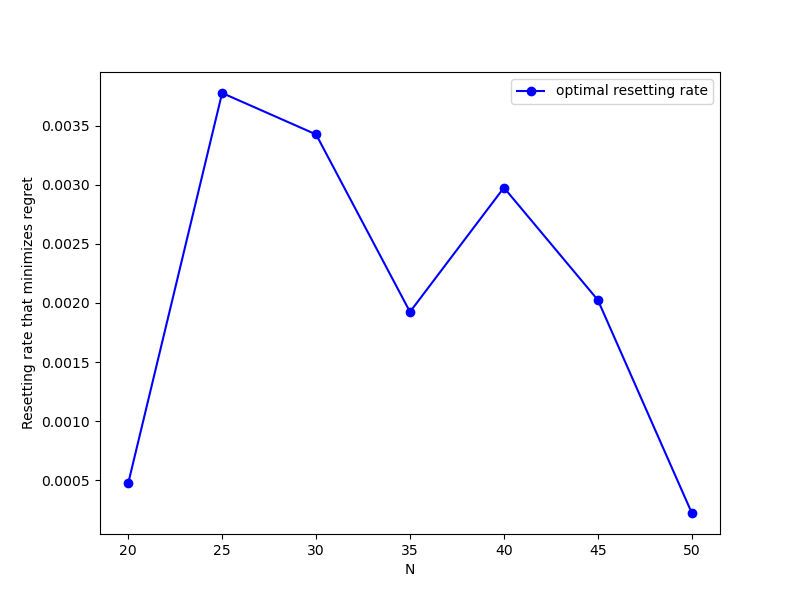 optimal resetting rate
Resetting rate that minimizes regret
0.0035
0.0030
0.0025
0.0020
0.0015
0.0010
0.0005
20 25 30 35 40 45 50
N